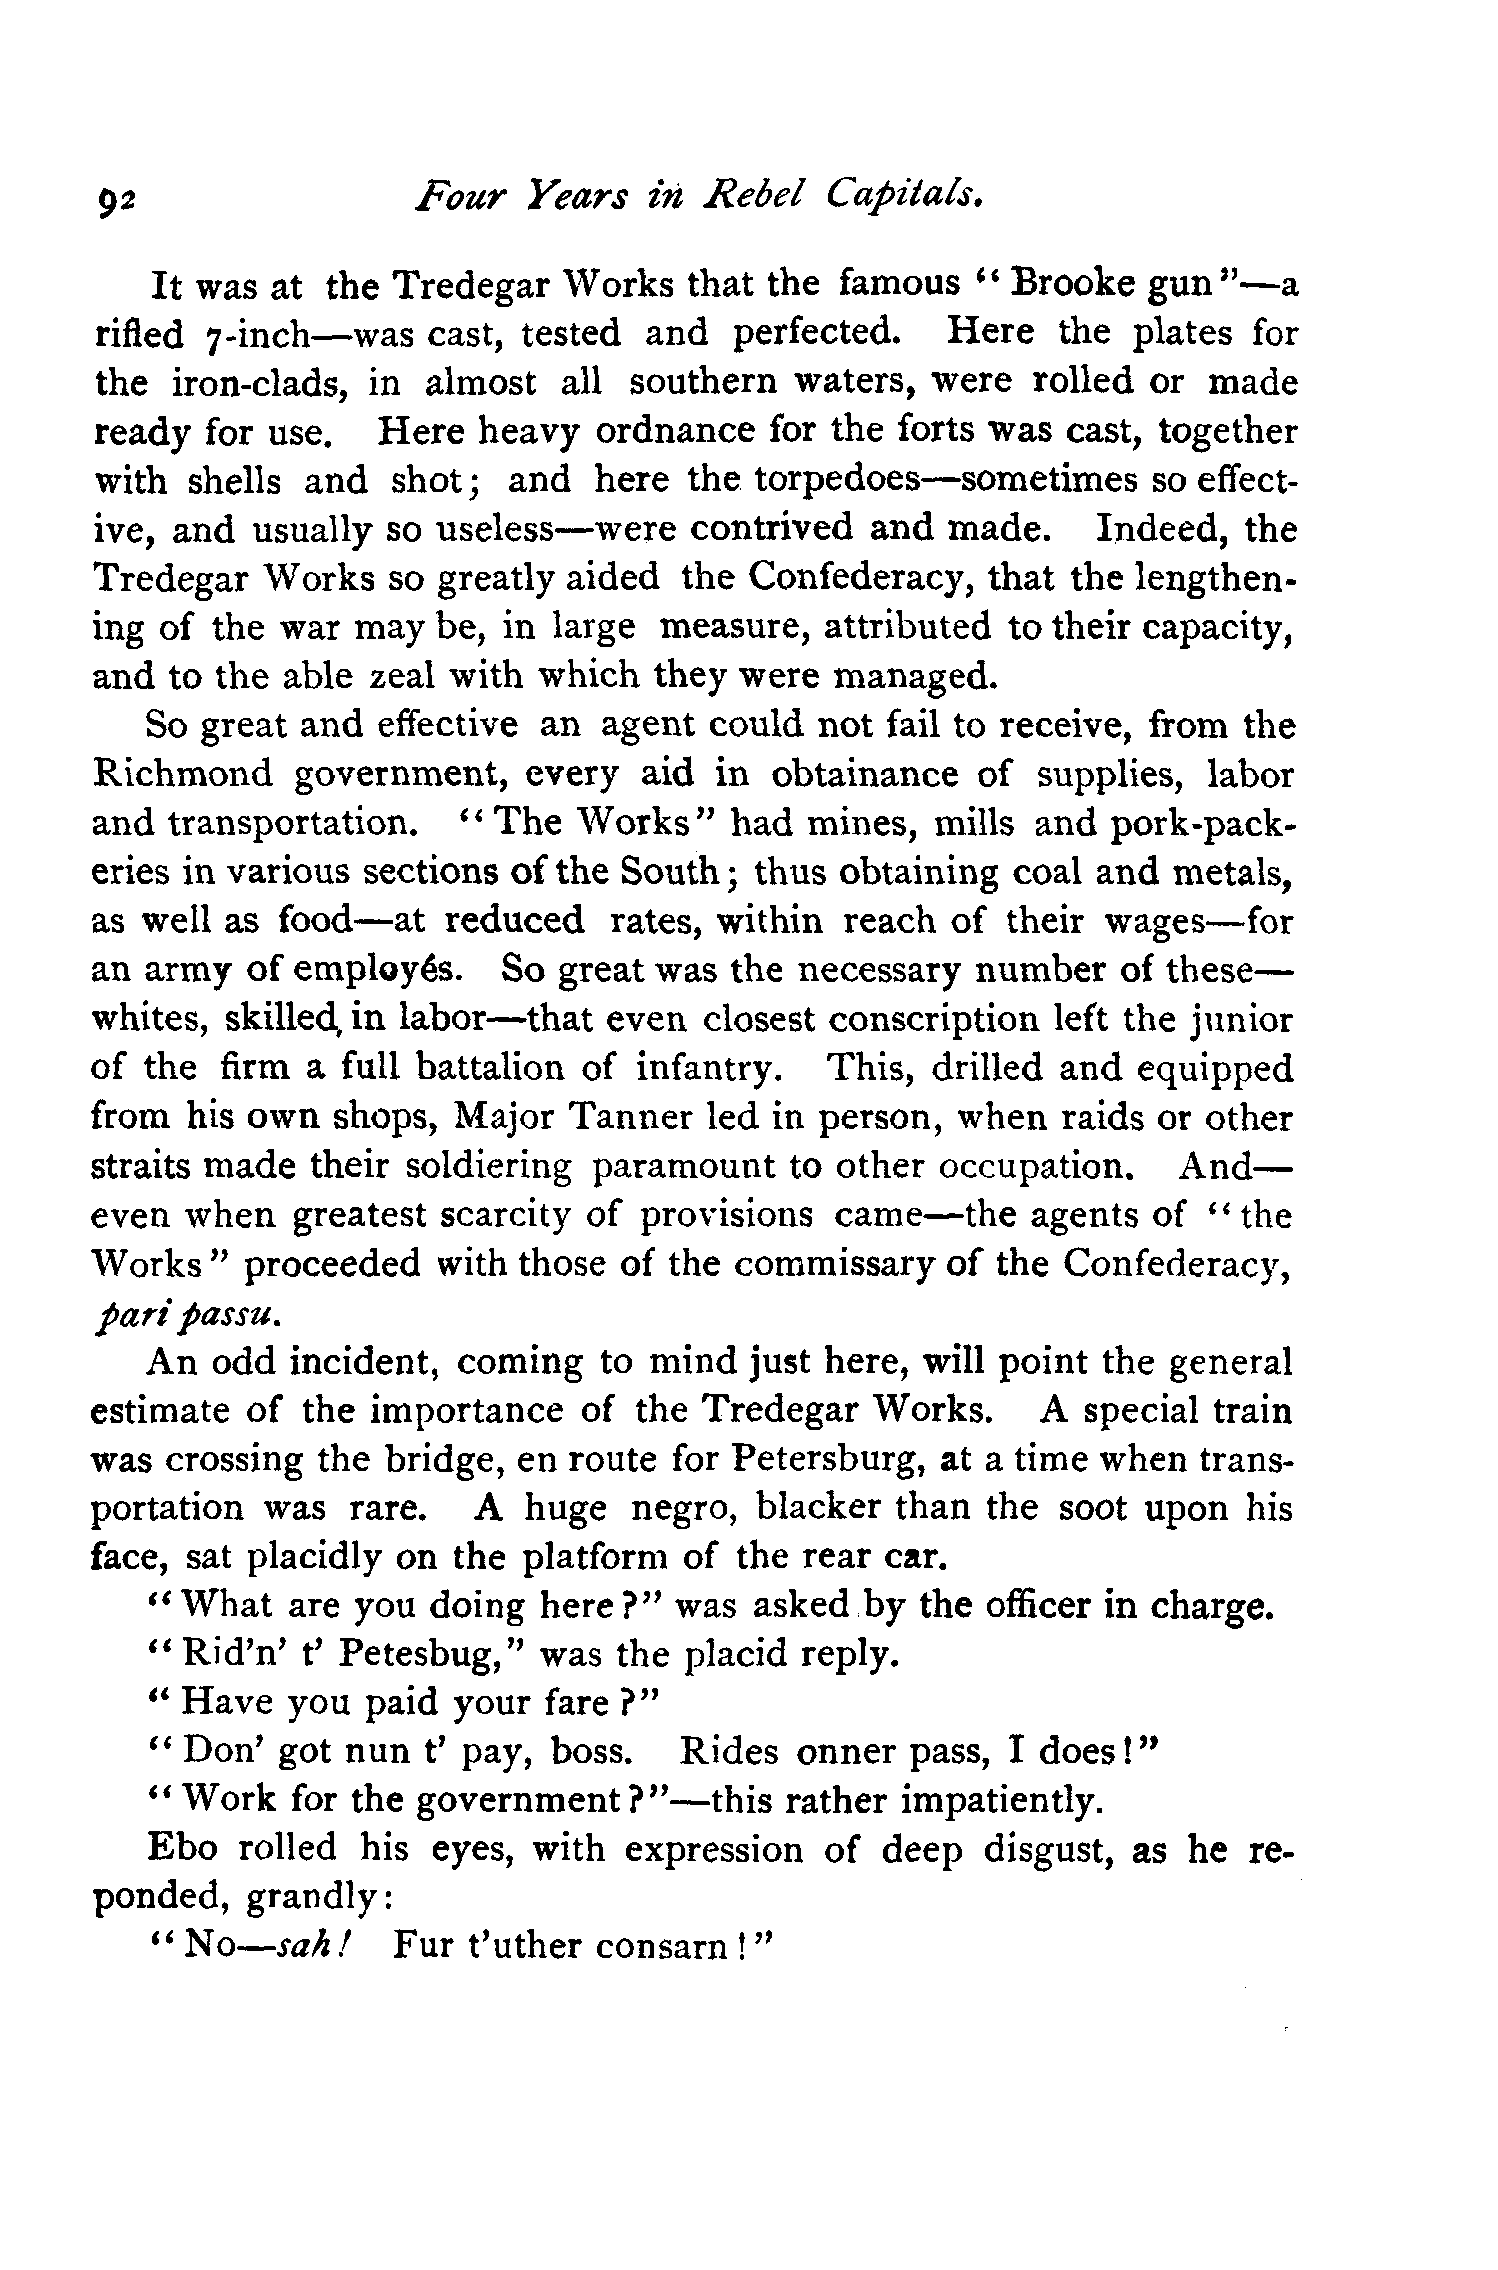 92 Four Years in Rebel Capitals.
It was at the Tredegar Works that the famous “Brooke gun”—a
rifled 7-inch—was cast, tested and perfected. Here the plates for
the iron-clads, in almost all southern waters, were rolled or made
ready for use. Here heavy ordnance for the forts was cast, together
with shells and shot; and here the torpedoes—sometimes so effect-
ive, and usually so useless—were contrived and made. Indeed, the
Tredegar Works so greatly aided the Confederacy, that the lengthen-
ing of the war may be, in large measure, attributed to their capacity,
and to the able zeal with which they were managed.
So great and effective an agent could not fail to receive, from the
Richmond government, every aid in obtainance of supplies, labor
and transportation. “The Works” had mines, mills and pork-pack-
eries in various sections of the South; thus obtaining coal and metals,
as well as food—at reduced rates, within reach of their wages—for
an army of employés. So great was the necessary number of these—
whites, skilled, in labor—that even closest conscription left the junior
of the firm a full battalion of infantry. This, drilled and equipped
from his own shops, Major Tanner led in person, when raids or other
straits made their soldiering paramount to other occupation. And—
even when greatest scarcity of provisions came—the agents of “the
Works” proceeded with those of the commissary of the Confederacy,
pari passu.
An odd incident, coming to mind just here, will point the general
estimate of the importance of the Tredegar Works. A special train
was crossing the bridge, en route for Petersburg, at a time when trans-
portation was rare. A huge negro, blacker than the soot upon his
face, sat placidly on the platform of the rear car.
“What are you doing here?” was asked by the officer in charge.
“Rid’n’ t’ Petesbug,” was the placid reply.
“Have you paid your fare?”
“Don’ got nun t’ pay, boss. Rides onner pass, I does!”
“Work for the government?”—this rather impatiently.
Ebo rolled his eyes, with expression of deep disgust, as he re-
ponded, grandly:
“No—sah! Fur t’uther consarn!”